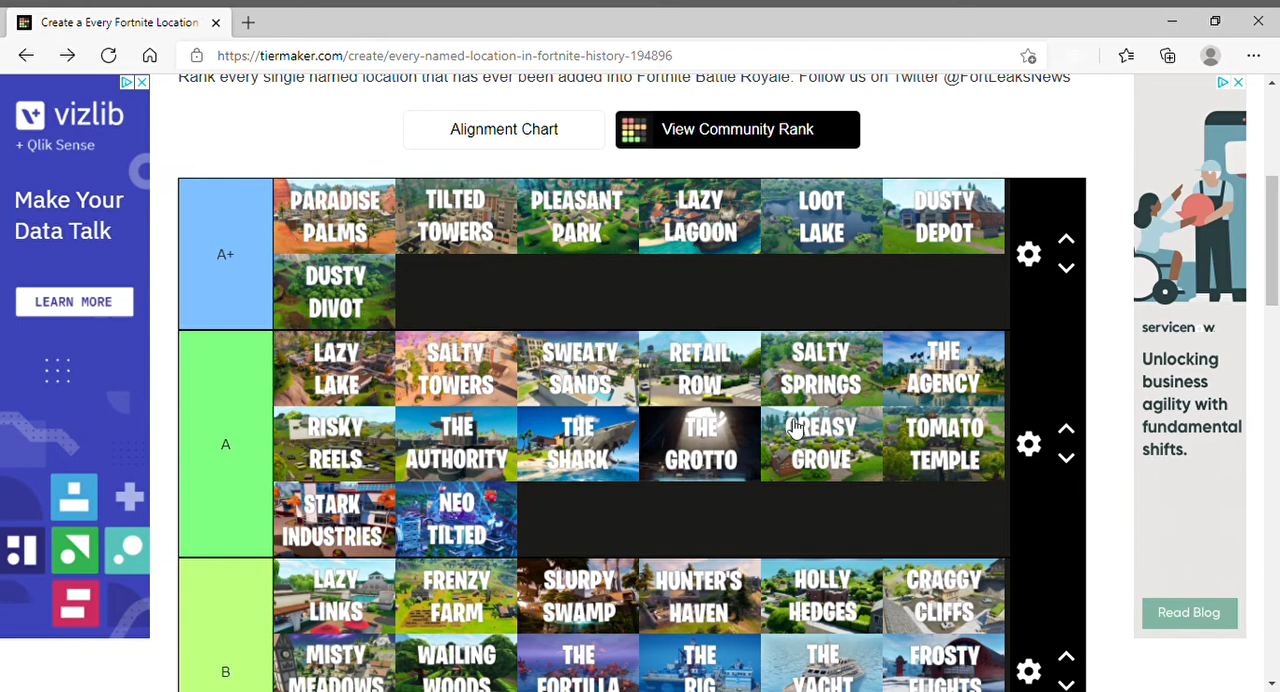 Create a Every Fortnite Location
https://tiermaker.com/create/every-named-location-in-fortnite-history-194896
Rank every single named location that has ever been added into Fortnite Battle Royale. Follow us on Twitter @FortLeaksNews
Alignment Chart
View Community Rank
A+
PARADISE PALMS
TILTED TOWERS
PLEASANT PARK
LAZY LAGOON
LOOT LAKE
DUSTY DEPOT
DUSTY DIVOT
A
LAZY LAKE
SALTY TOWERS
SWEATY SANDS
RETAIL ROW
SALTY SPRINGS
THE AGENCY
RISKY REELS
THE AUTHORITY
THE SHARK
THE GROTTO
GREASY GROVE
TOMATO TEMPLE
STARK INDUSTRIES
NEO TILTED
B
LAZY LINKS
FRENZY FARM
SLURPY SWAMP
HUNTER'S HAVEN
HOLLY HEDGES
CRAGGY CLIFFS
MISTY MEADOWS
WAILING WOODS
THE FORTILLA
THE RIG
THE YACHT
FROSTY FLIGHTS
vizlib
+ Qlik Sense
Make Your
Data Talk
LEARN MORE
servicenow
Unlocking
business
agility with
fundamental
shifts.
Read Blog